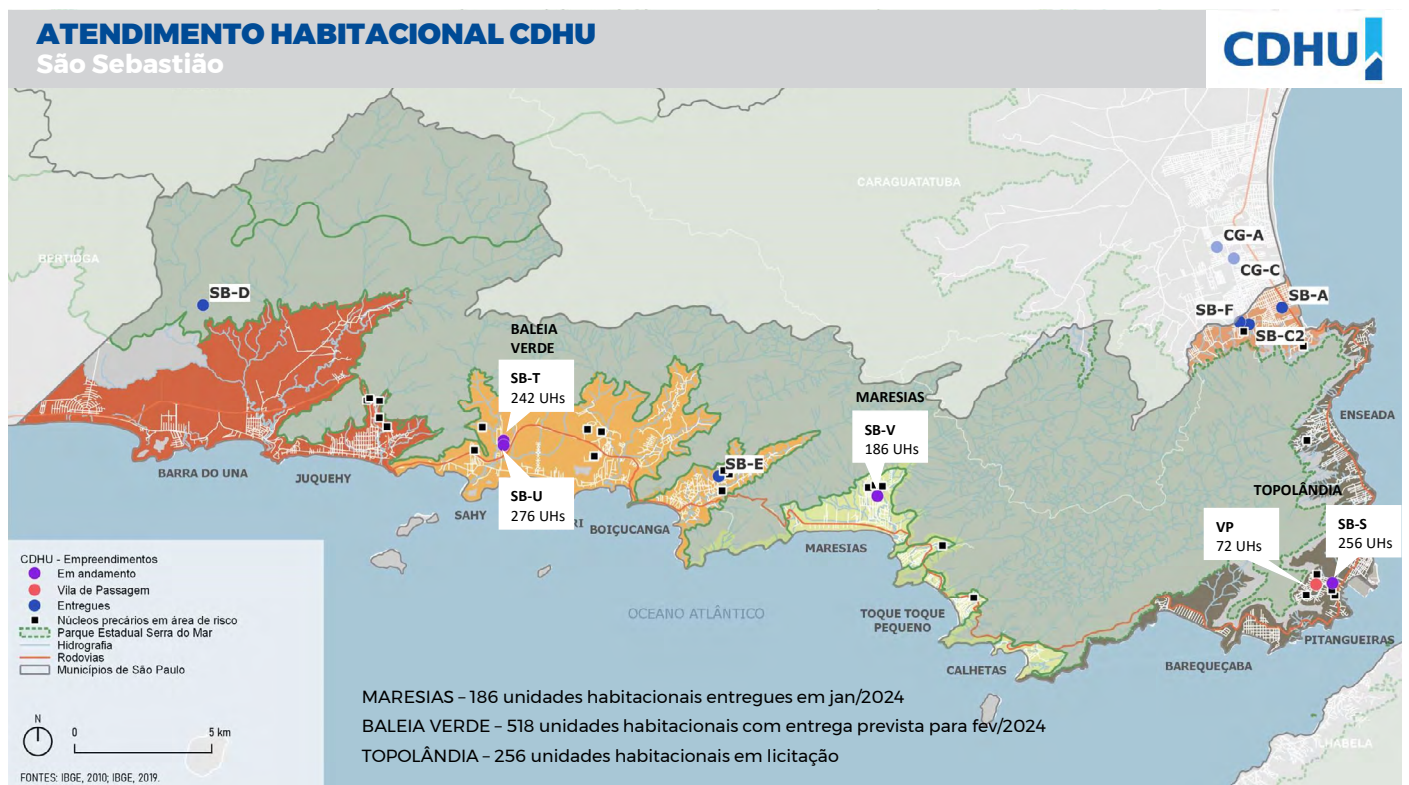 ATENDIMENTO HABITACIONAL CDHU
São Sebastião
CDHU
CARAGUATATUBA
BERTIOGA
CG-A
CG-C
SB-D
SB-A
SB-F
SB-C2
BALEIA
VERDE
SB-T
242 UHs
MARESIAS
SB-V
186 UHs
ENSEADA
SB-E
BARRA DO UNA
JUQUEHY
SB-U
276 UHs
SAHY
RI
BOIÇUCANGA
TOPOLÂNDIA
VP
72 UHs
SB-S
256 UHs
MARESIAS
OCEANO ATLÂNTICO
TOQUE TOQUE
PEQUENO
CALHETAS
BAREQUEÇABA
PITANGUEIRAS
ILHABELA
CDHU - Empreendimentos
Em andamento
Vila de Passagem
Entregues
Núcleos precários em área de risco
Parque Estadual Serra do Mar
Hidrografia
Rodovias
Municípios de São Paulo
N
0
5 km
FONTES: IBGE, 2010; IBGE, 2019.
MARESIAS – 186 unidades habitacionais entregues em jan/2024
BALEIA VERDE – 518 unidades habitacionais com entrega prevista para fev/2024
TOPOLÂNDIA – 256 unidades habitacionais em licitação